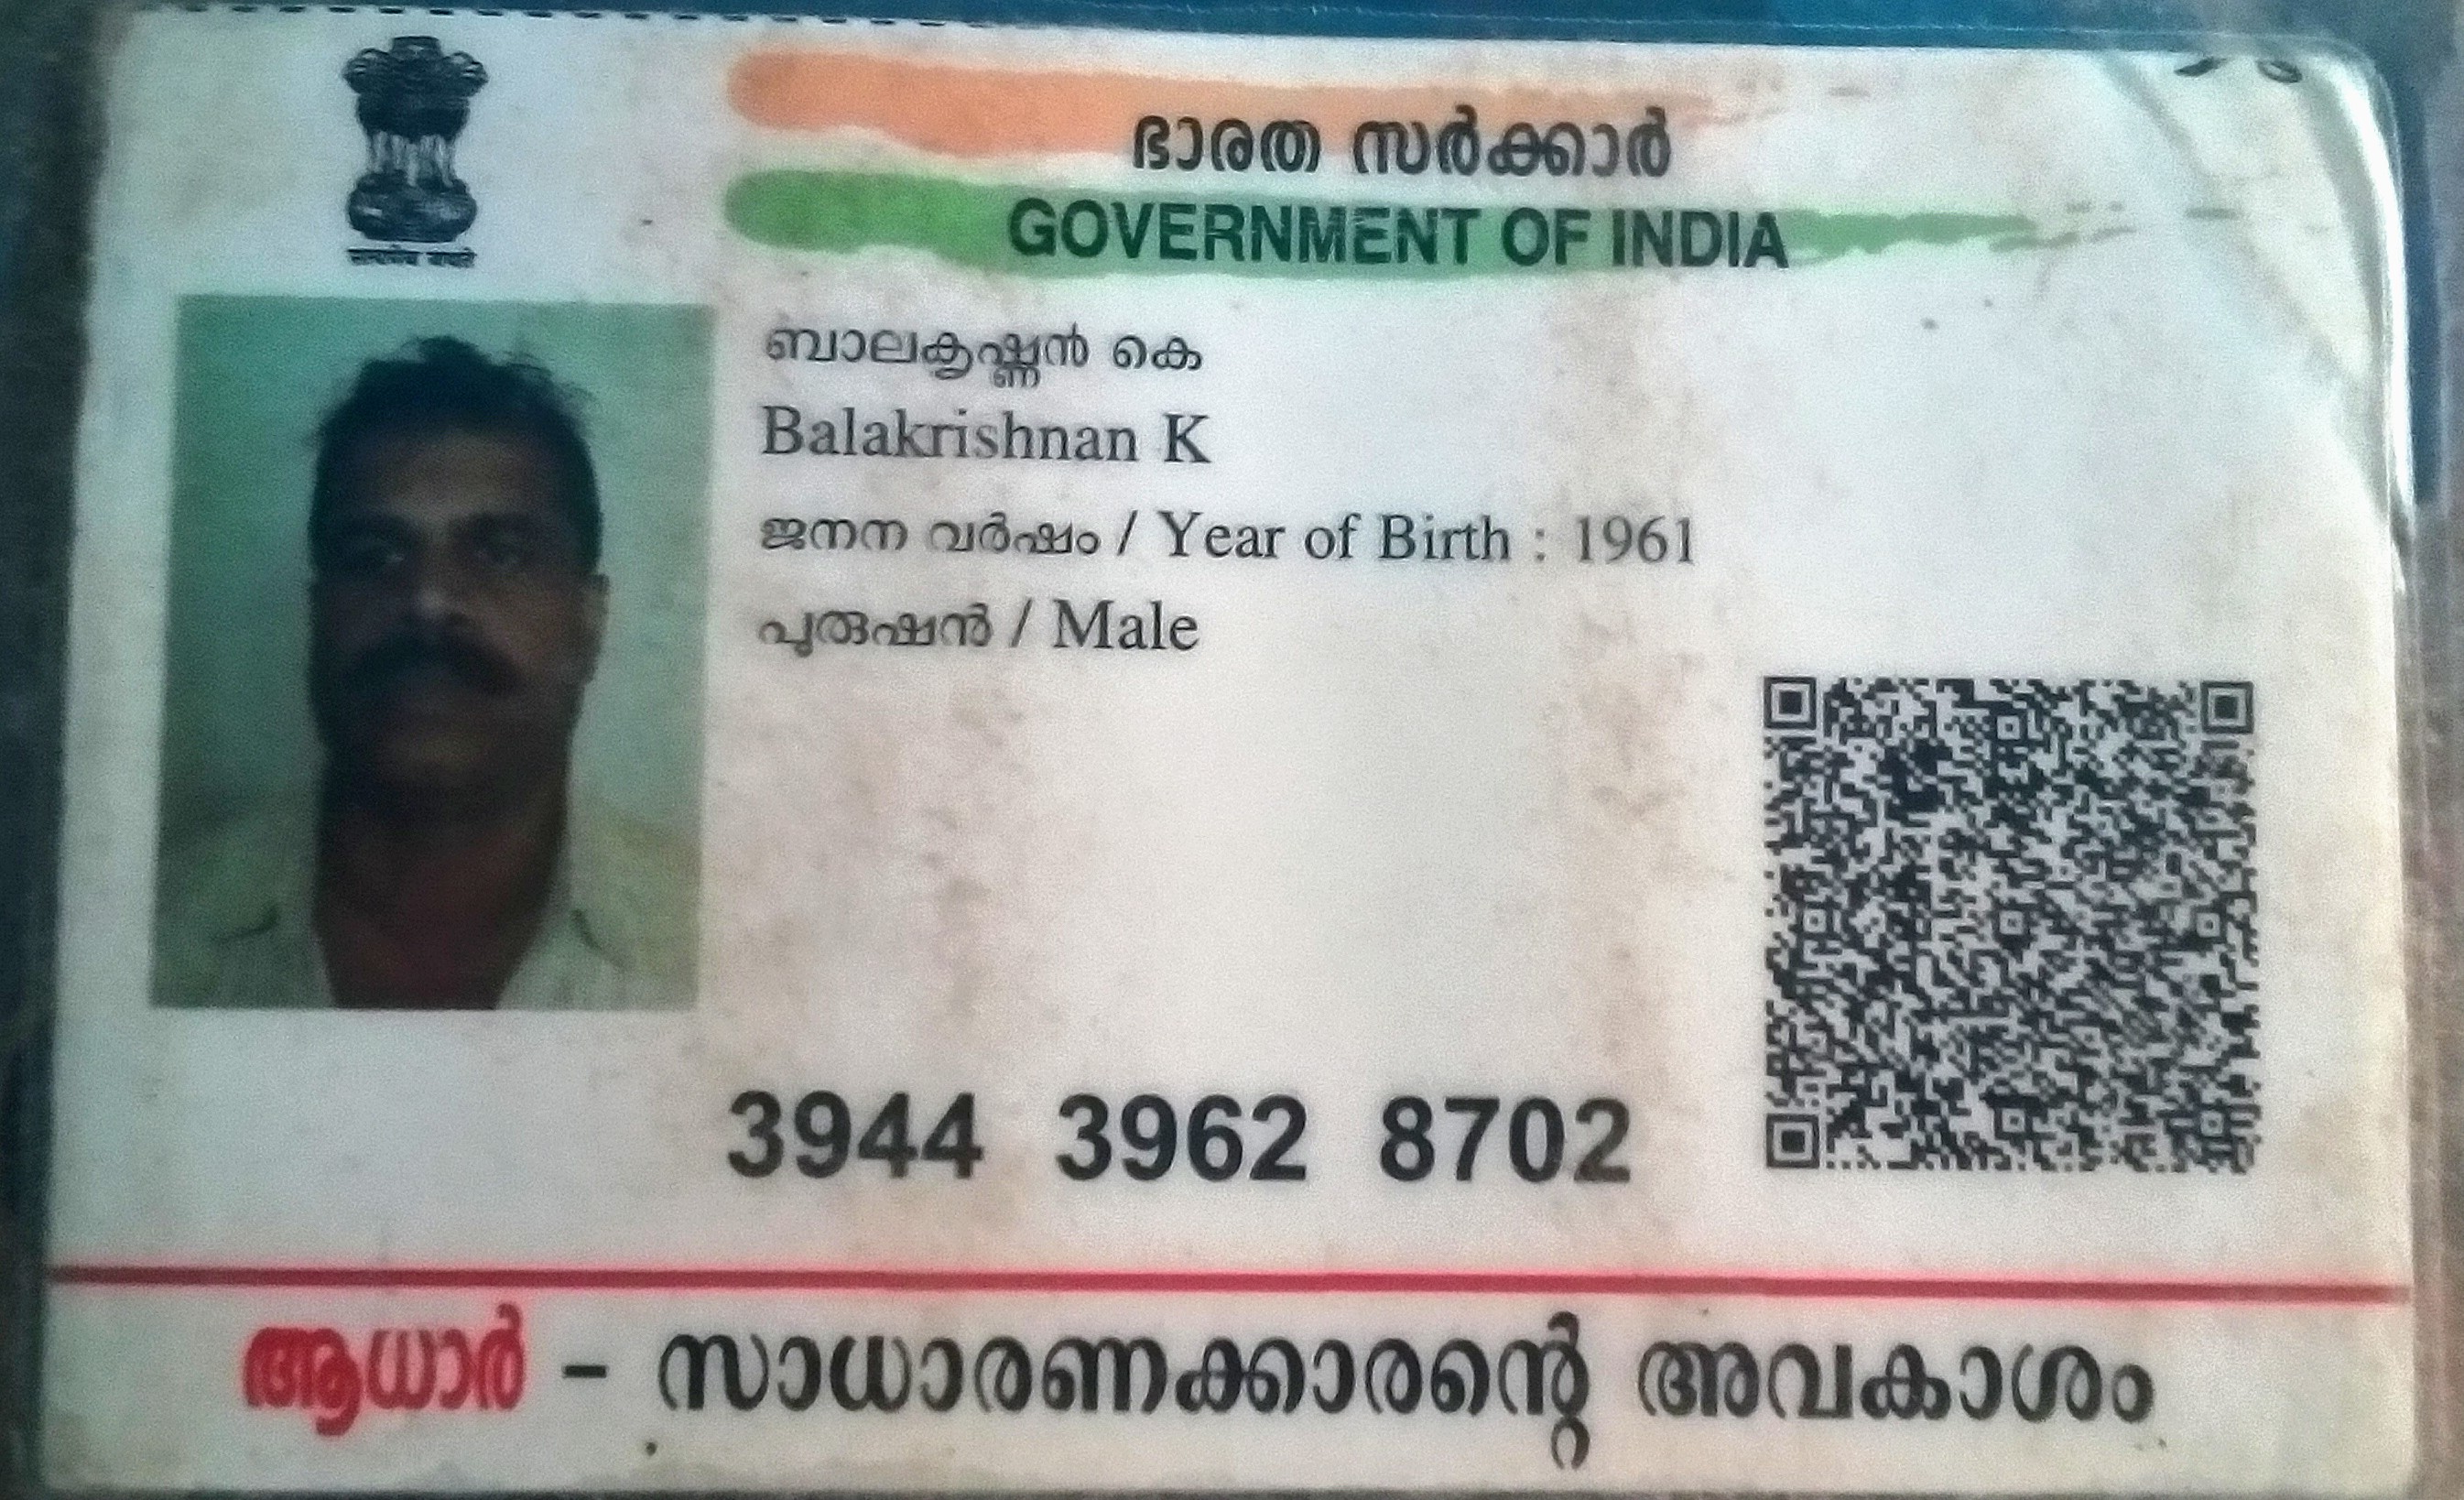 ഭാരത സർക്കാർ
GOVERNMENT OF INDIA
ബാലകൃഷ്ണൻ കെ
Balakrishnan K
ജനന വർഷം / Year of Birth : 1961
പുരുഷൻ / Male
3944 3962 8702
ആധാർ - സാധാരണക്കാരന്റെ അവകാശം